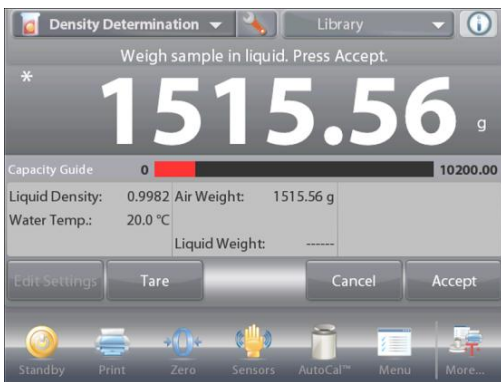 Density Determination Library
Weigh sample in liquid. Press Accept.
*
1515.56 g
Capacity Guide 0 10200.00
Liquid Density: 0.9982 Air Weight: 1515.56 g
Water Temp.: 20.0 °C
Liquid Weight: ------
Edit Settings Tare Cancel Accept
Standby Print Zero Sensors AutoCal™ Menu More...